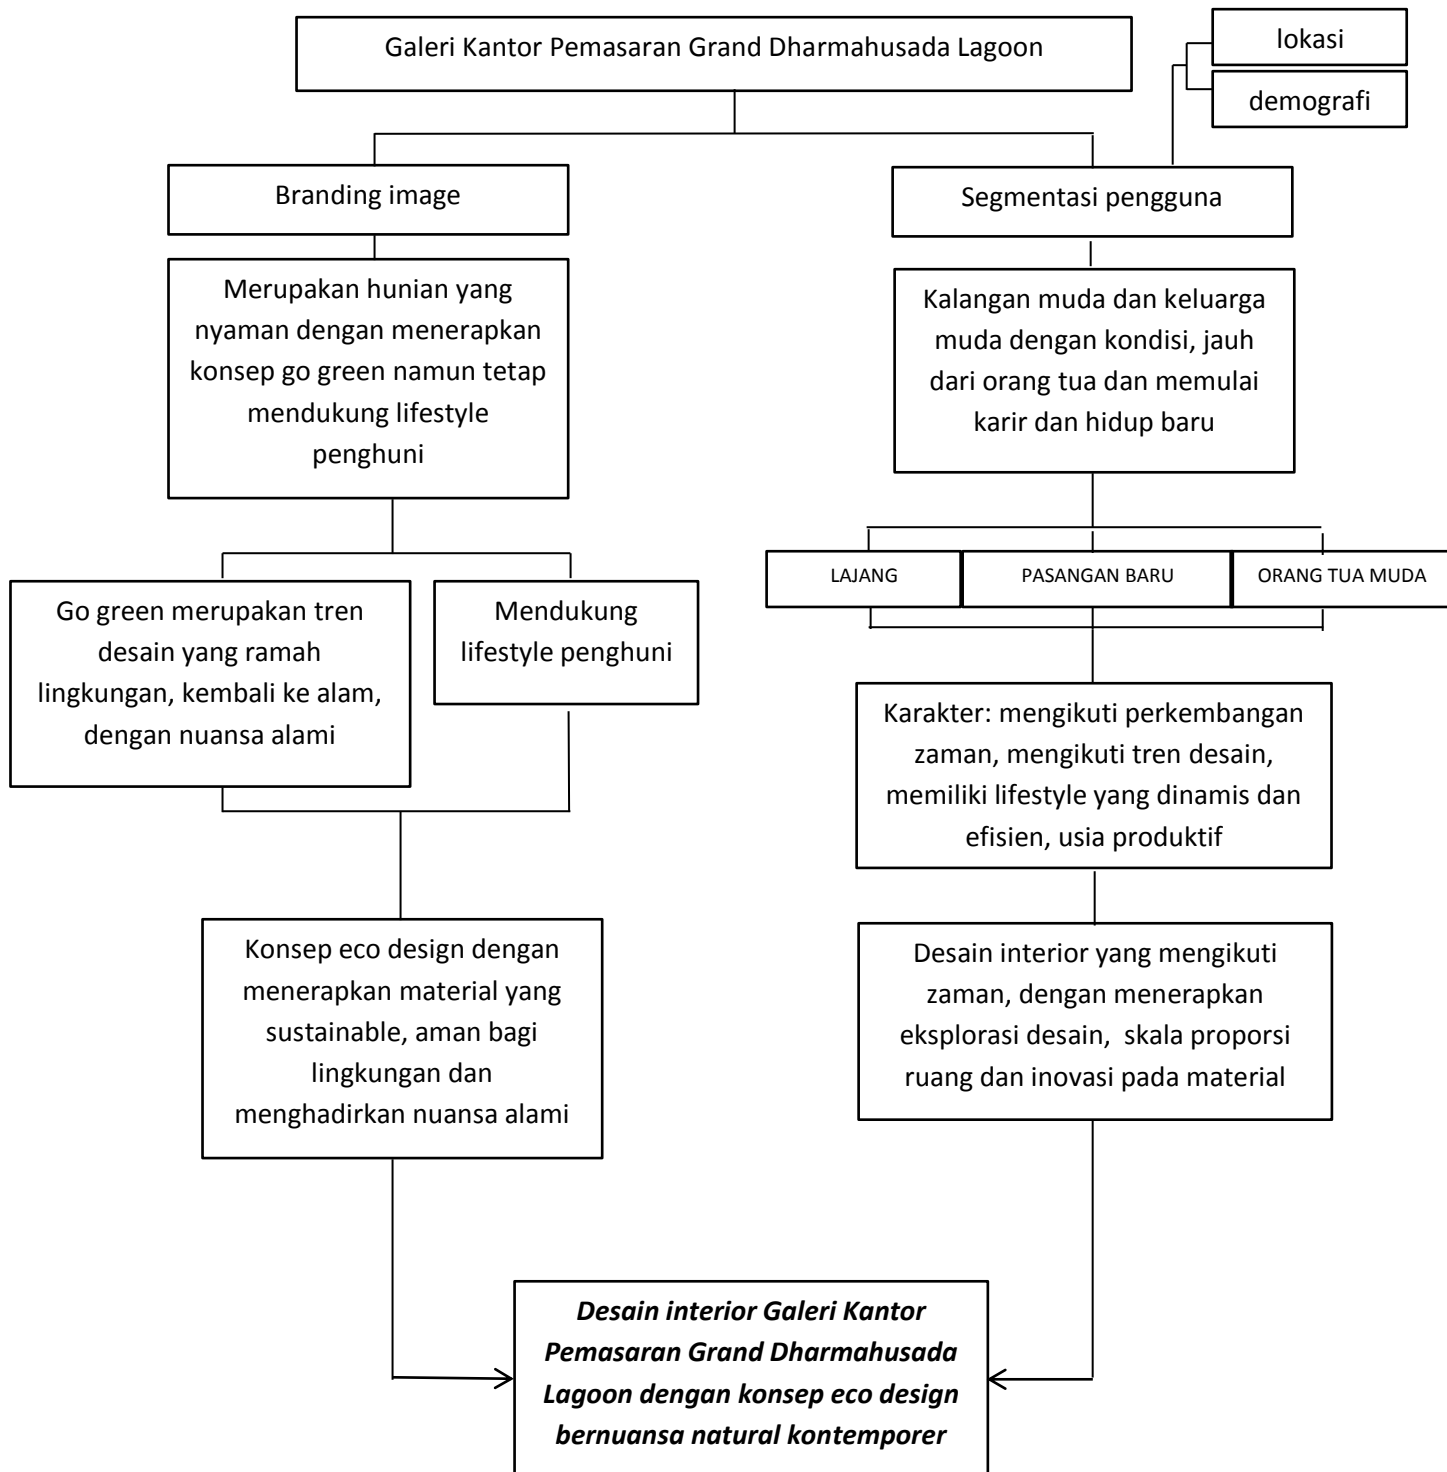 Galeri Kantor Pemasaran Grand Dharmahusada Lagoon
lokasi
demografi
Branding image
Segmentasi pengguna
Merupakan hunian yang
nyaman dengan menerapkan
konsep go green namun tetap
mendukung lifestyle
penghuni
Kalangan muda dan keluarga
muda dengan kondisi, jauh
dari orang tua dan memulai
karir dan hidup baru
LAJANG
PASANGAN BARU
ORANG TUA MUDA
Go green merupakan tren
desain yang ramah
lingkungan, kembali ke alam,
dengan nuansa alami
Mendukung
lifestyle penghuni
Karakter: mengikuti perkembangan
zaman, mengikuti tren desain,
memiliki lifestyle yang dinamis dan
efisien, usia produktif
Konsep eco design dengan
menerapkan material yang
sustainable, aman bagi
lingkungan dan
menghadirkan nuansa alami
Desain interior yang mengikuti
zaman, dengan menerapkan
eksplorasi desain,  skala proporsi
ruang dan inovasi pada material
Desain interior Galeri Kantor
Pemasaran Grand Dharmahusada
Lagoon dengan konsep eco design
bernuansa natural kontemporer